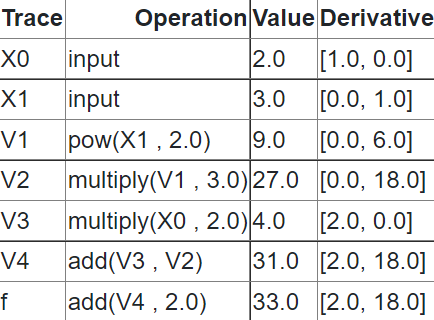 Trace Operation Value Derivative
X0 input 2.0 [1.0, 0.0]
X1 input 3.0 [0.0, 1.0]
V1 pow(X1 , 2.0) 9.0 [0.0, 6.0]
V2 multiply(V1 , 3.0) 27.0 [0.0, 18.0]
V3 multiply(X0 , 2.0) 4.0 [2.0, 0.0]
V4 add(V3 , V2) 31.0 [2.0, 18.0]
f add(V4 , 2.0) 33.0 [2.0, 18.0]